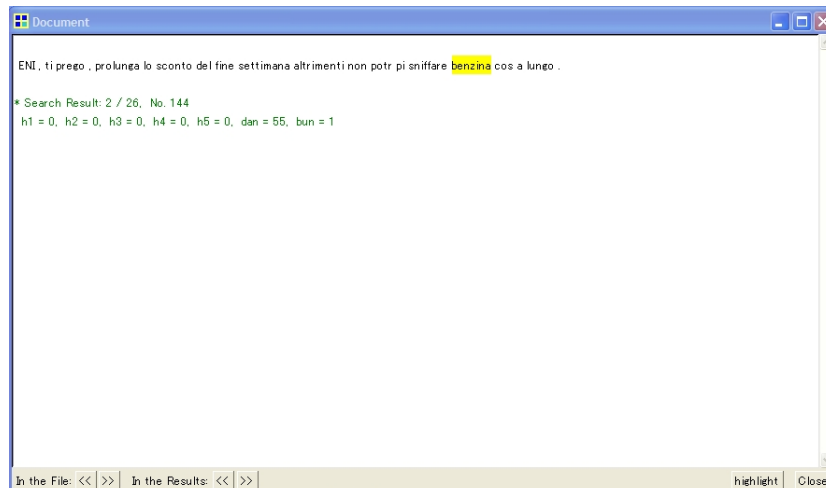 Document
ENI, ti prego , prolunga lo sconto del fine settimana altrimenti non potr pi sniffare benzina cos a lungo .
* Search Result: 2 / 26, No. 144
h1 = 0, h2 = 0, h3 = 0, h4 = 0, h5 = 0, dan = 55, bun = 1
In the File: << >> In the Results: << >> highlight Close